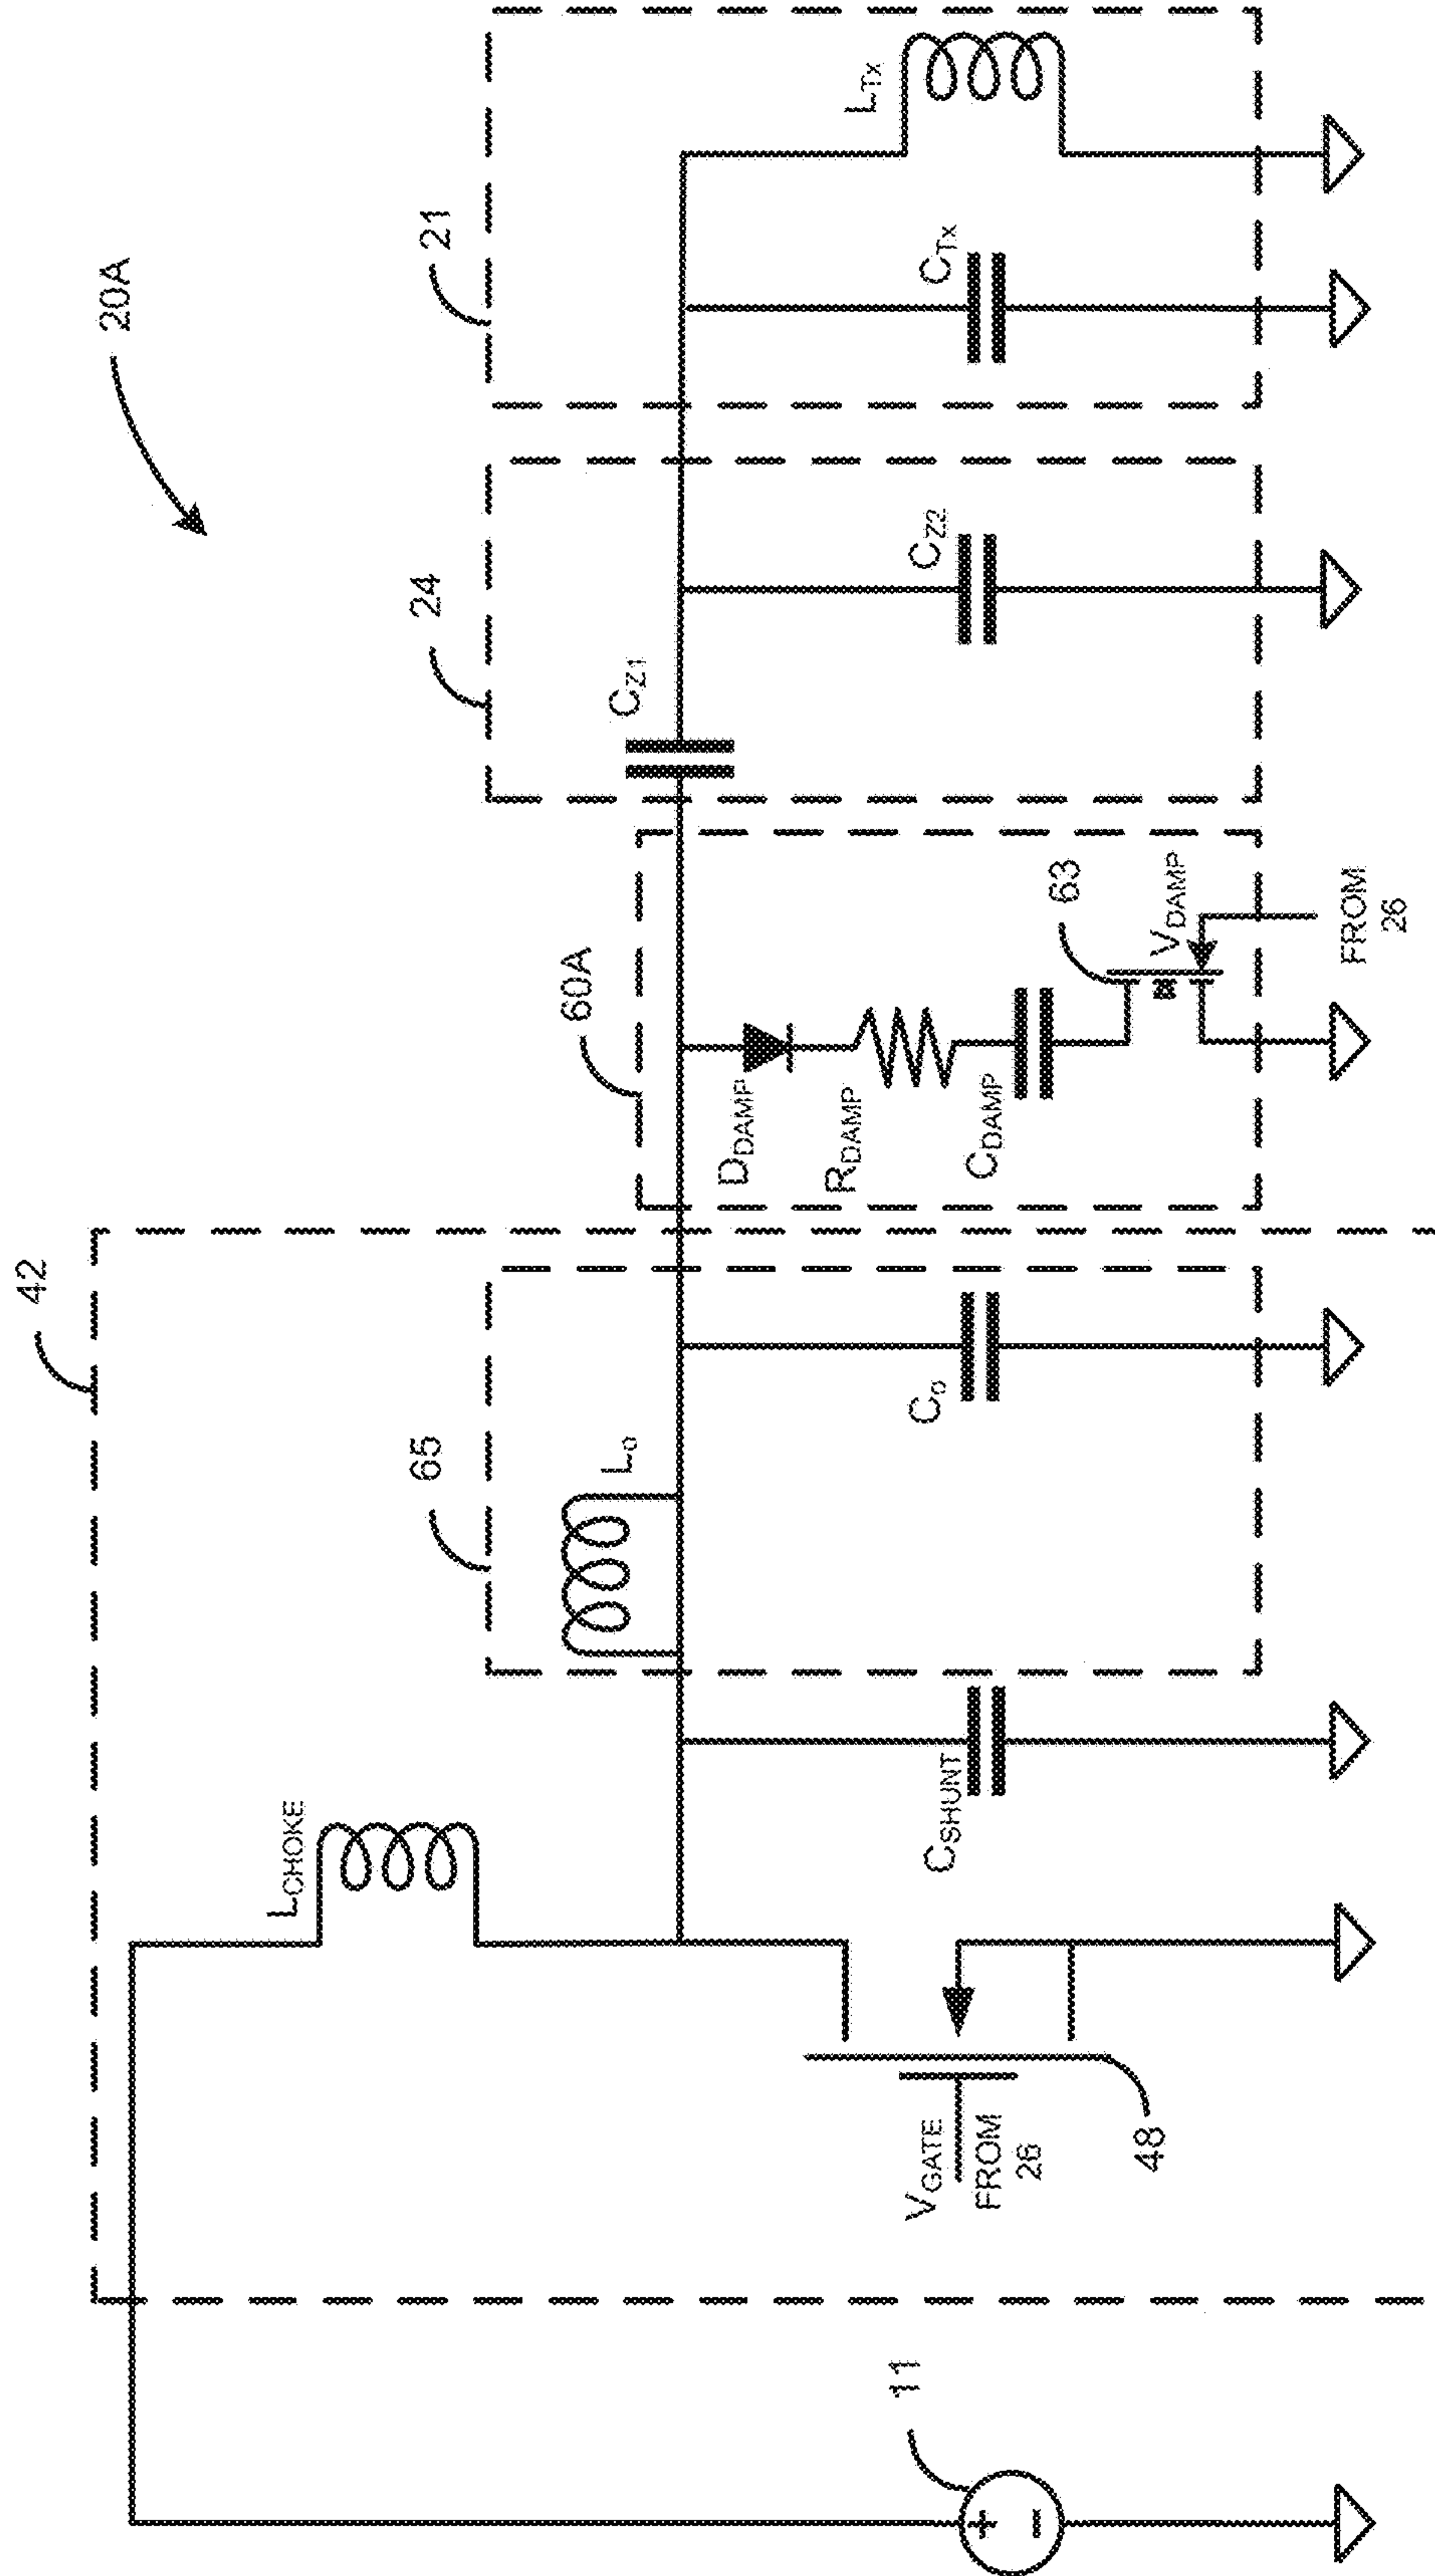 20A
42
65
60A
24
21
11
L_CHOKE
V_GATE
FROM
26
48
C_SHUNT
L_o
C_o
D_DAMP
R_DAMP
C_DAMP
63
V_DAMP
FROM
26
C_Z1
C_Z2
C_Tx
L_Tx
+
-